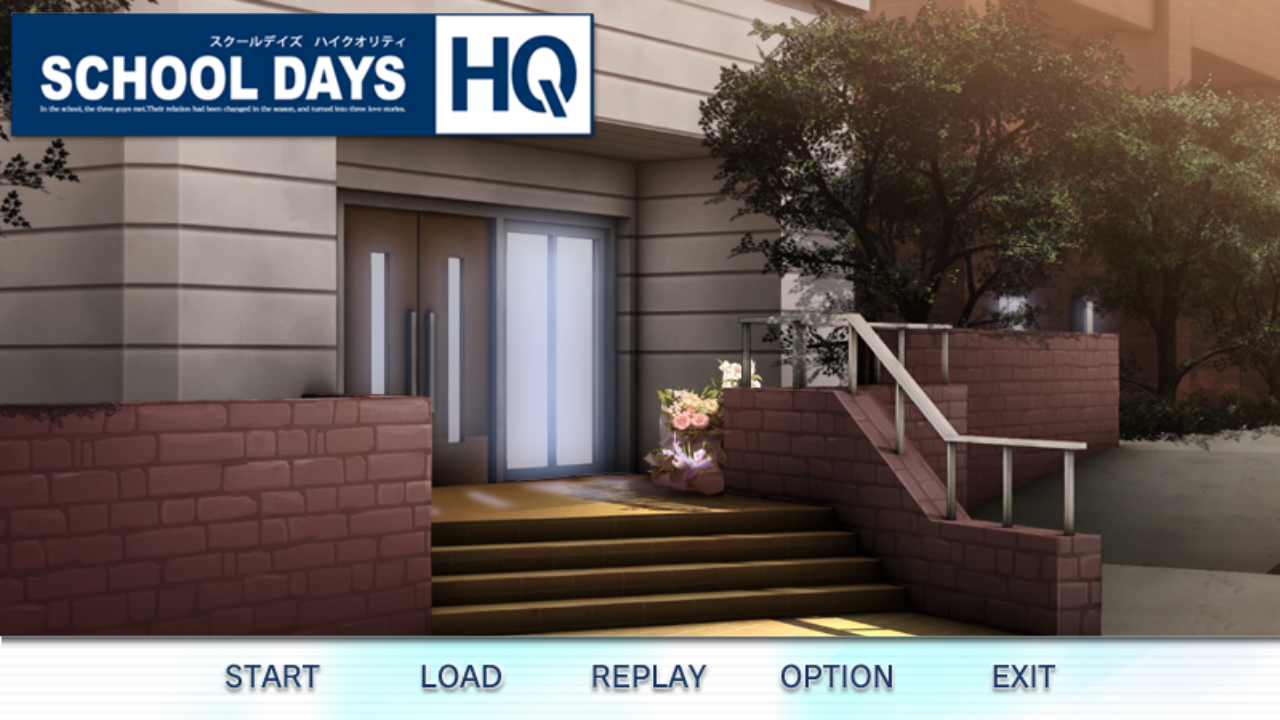 スクールデイズ ハイクオリティ
SCHOOL DAYS
HQ
In the school, the three guys met.Their relation had been changed in the season, and turned into three love stories.
START LOAD REPLAY OPTION EXIT